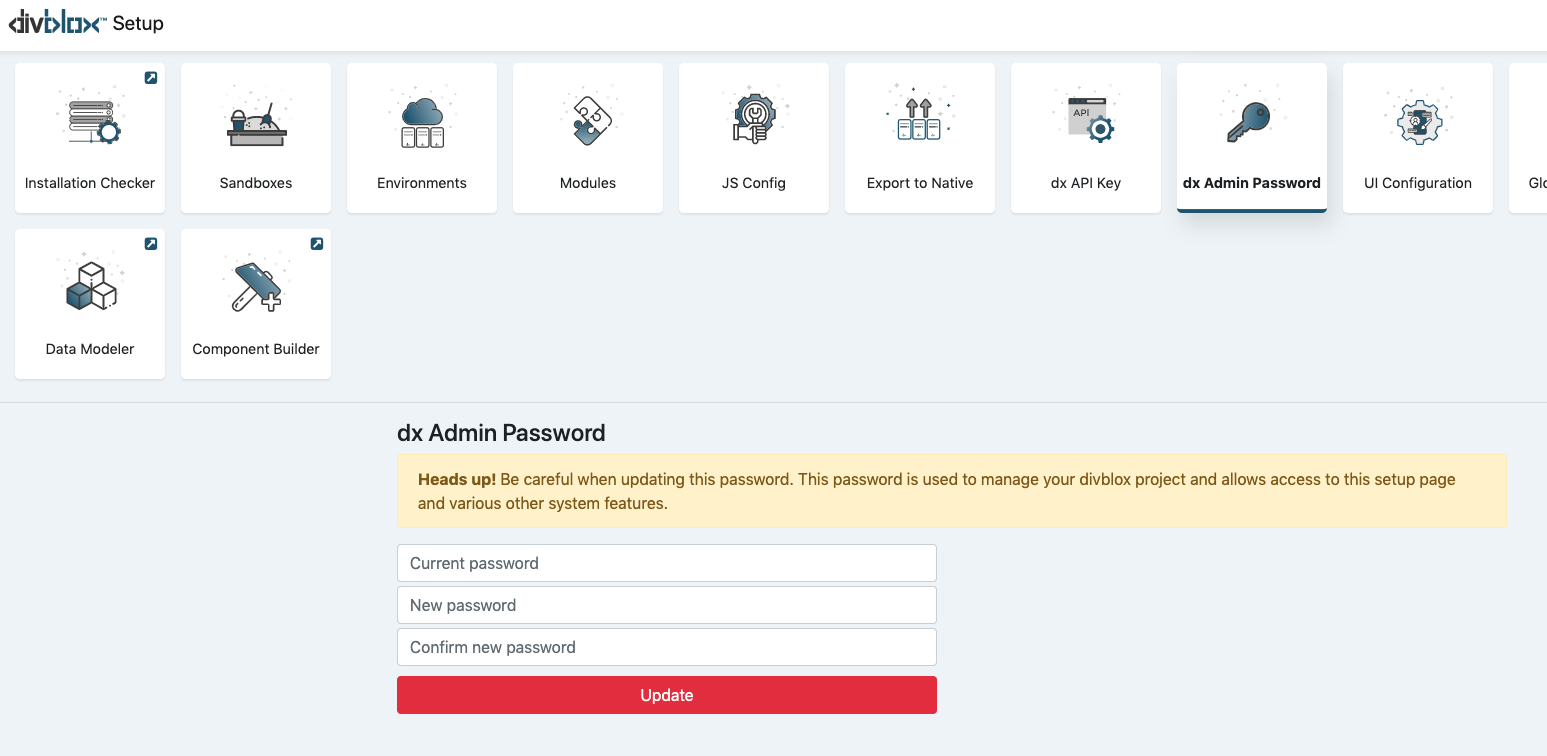 divblox™ Setup
Installation Checker
Sandboxes
Environments
Modules
JS Config
Export to Native
API
dx API Key
dx Admin Password
UI Configuration
Data Modeler
Component Builder
dx Admin Password
Heads up! Be careful when updating this password. This password is used to manage your divblox project and allows access to this setup page
and various other system features.
Current password
New password
Confirm new password
Update